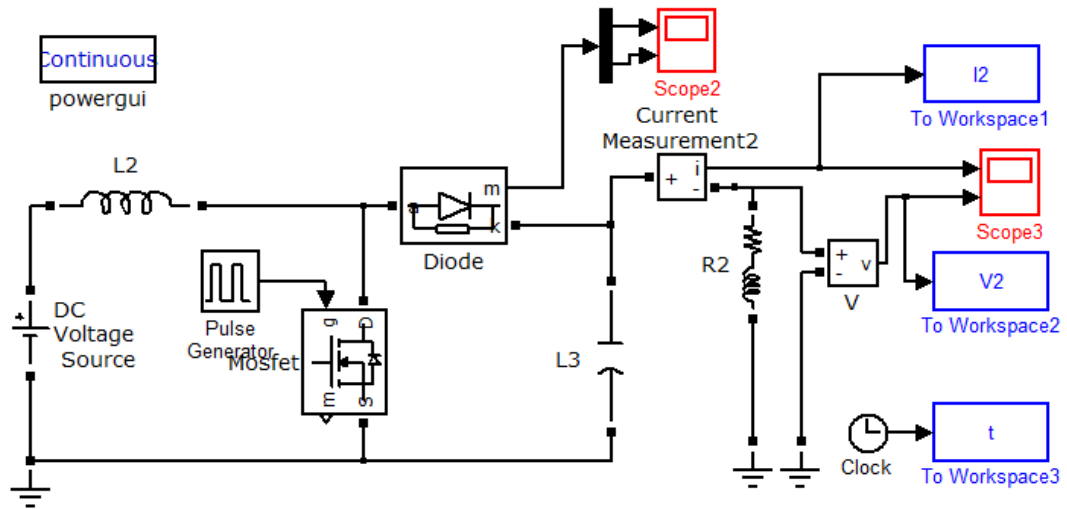 Continuous
powergui
Scope2
I2
To Workspace1
Current
Measurement2
L2
m
a
k
Diode
+
i
-
Scope3
R2
+
-
v
V
V2
To Workspace2
+
DC
Voltage
Source
Pulse
Generator
Mosfet
g
D
m
S
L3
Clock
t
To Workspace3